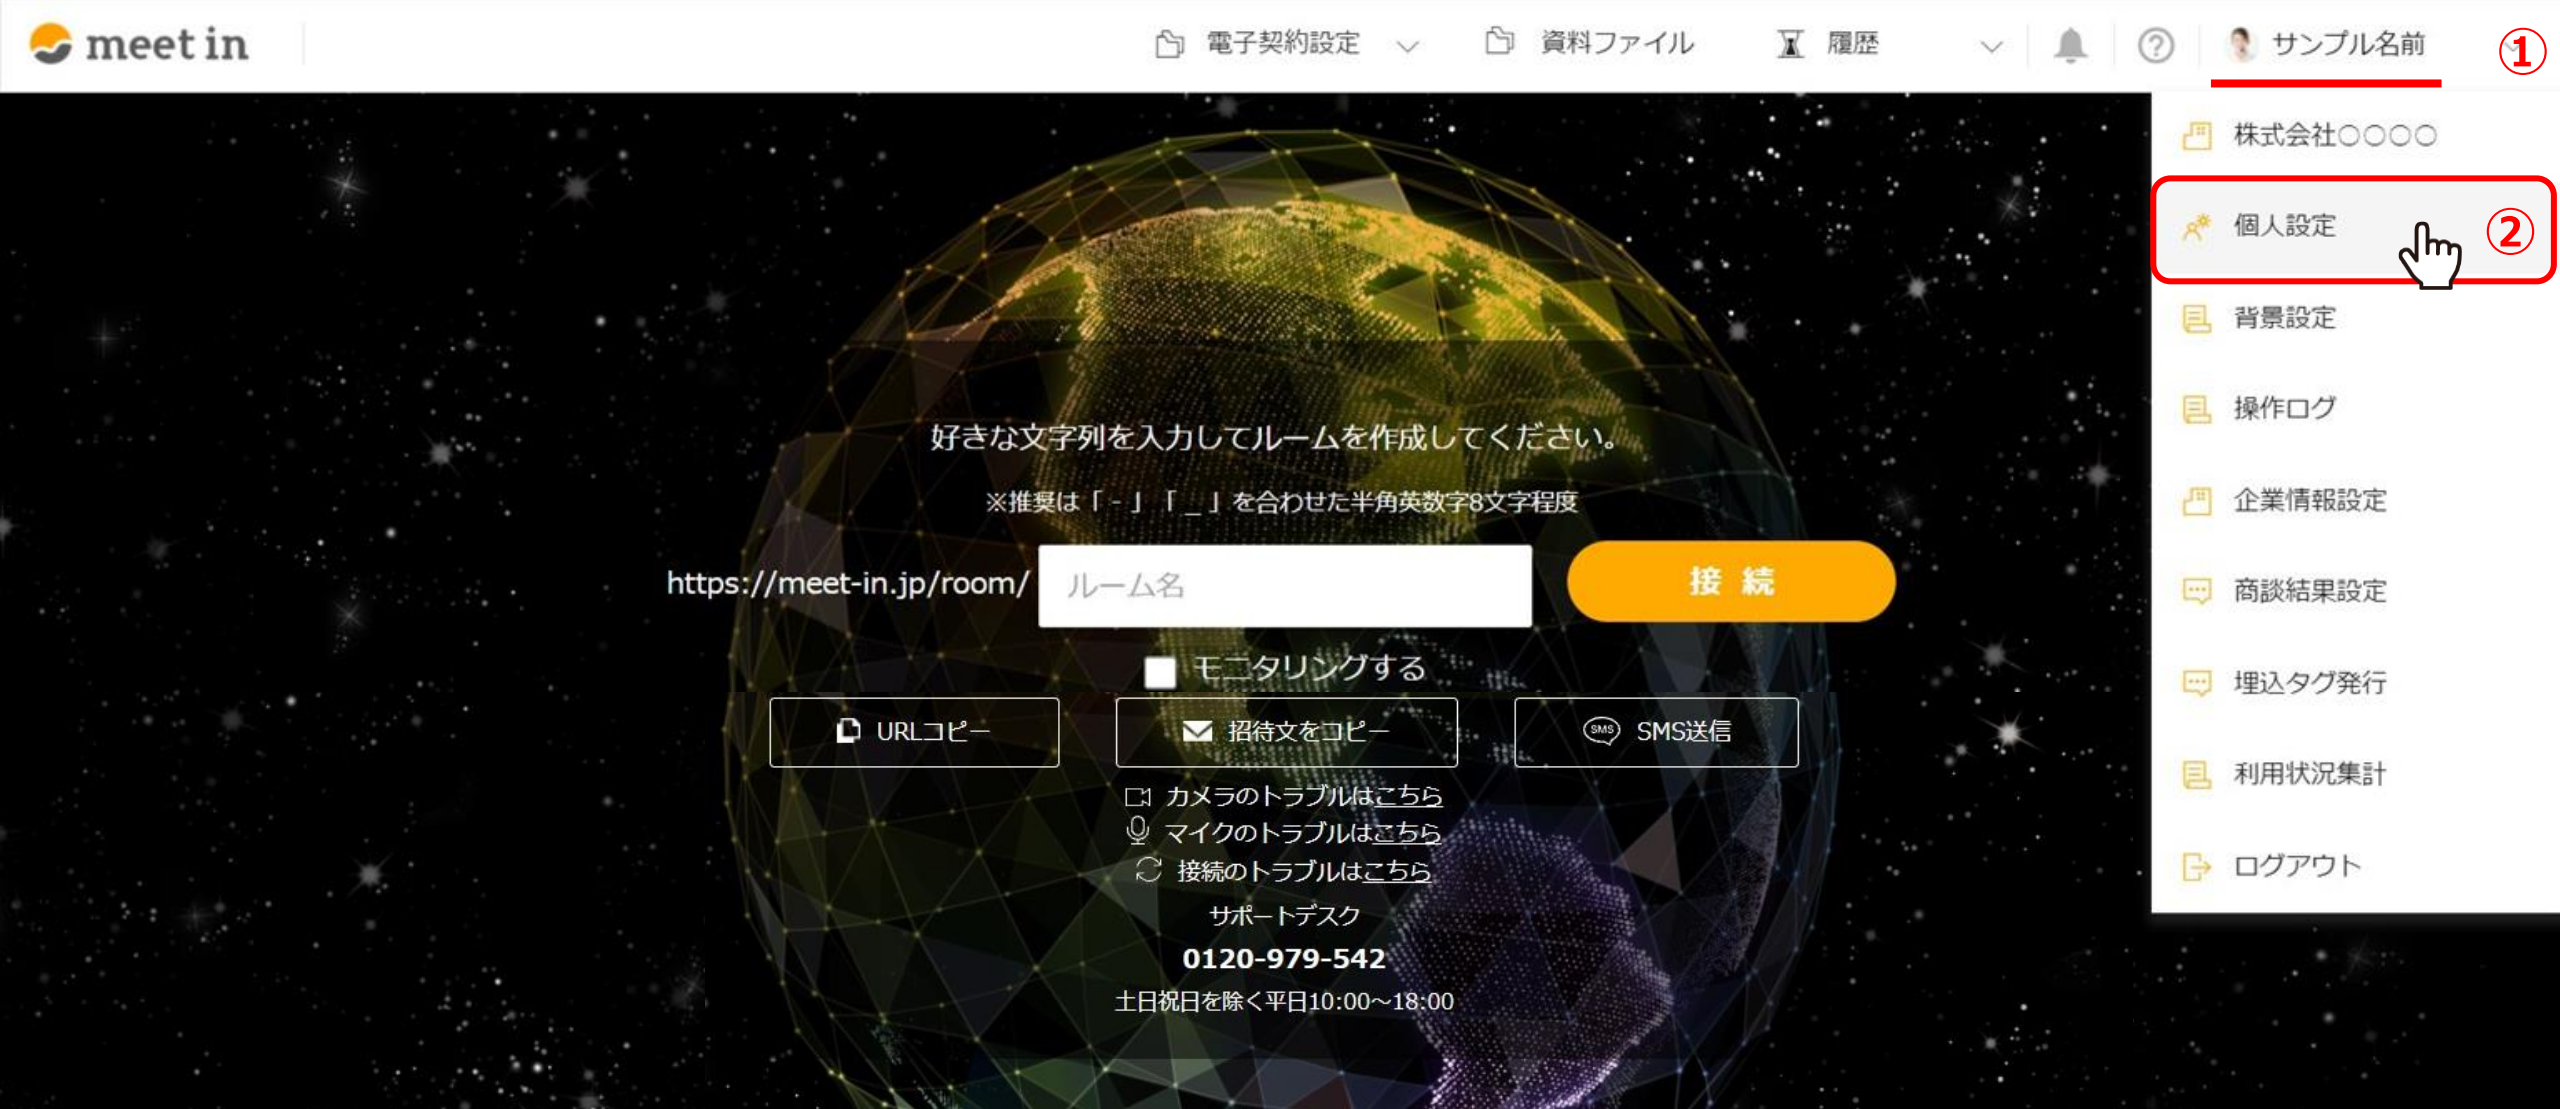 meet in
電子契約設定
資料ファイル
履歴
サンプル名前
①
株式会社○○○○
個人設定
②
背景設定
操作ログ
企業情報設定
商談結果設定
埋込タグ発行
利用状況集計
ログアウト
好きな文字列を入力してルームを作成してください。
※推奨は「 - 」「 _ 」を合わせた半角英数字8文字程度
https://meet-in.jp/room/ ルーム名 接 続
モニタリングする
URLコピー
招待文をコピー
SMS SMS送信
カメラのトラブルはこちら
マイクのトラブルはこちら
接続のトラブルはこちら
サポートデスク
0120-979-542
土日祝日を除く平日10:00～18:00